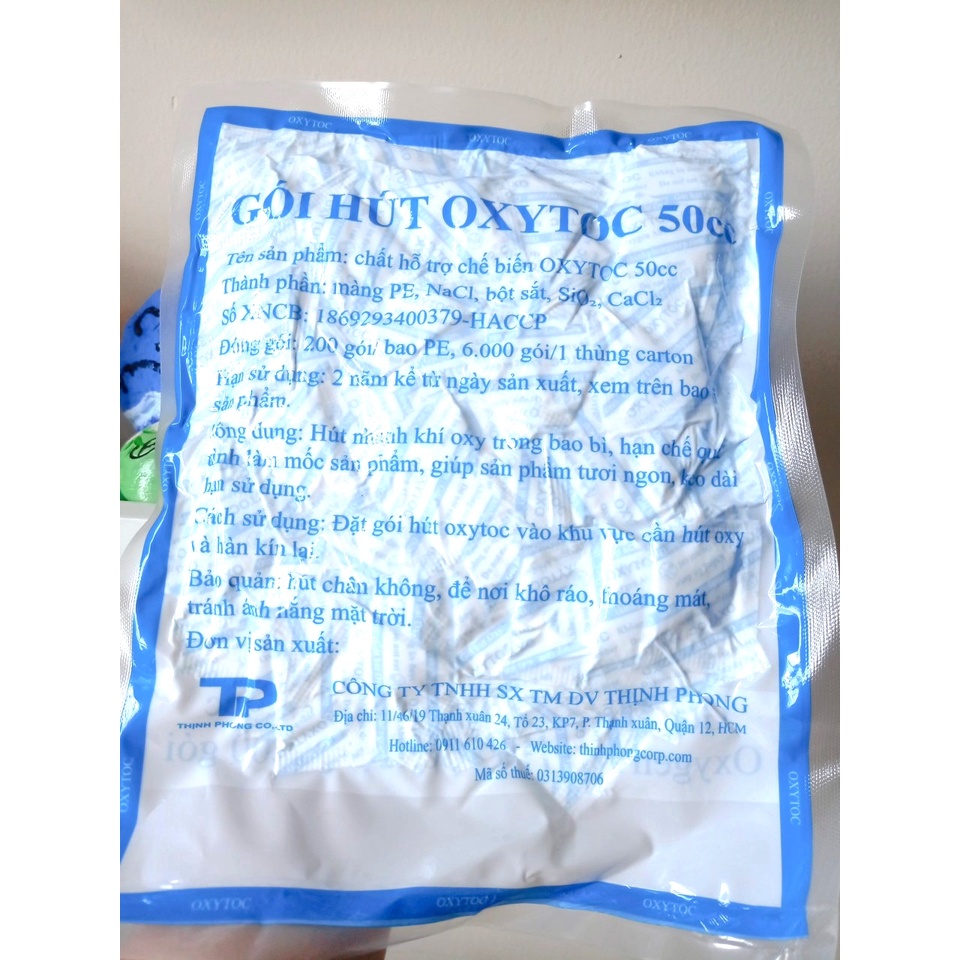 OXYTOC OXYTOC OXYTOC
GÓI HÚT OXYTOC 50cc
Tên sản phẩm: chất hỗ trợ chế biến OXYTOC 50cc
Thành phần: màng PE, NaCl, bột sắt, SiO₂, CaCl₂
Số XNCB: 1869293400379-HACCP
Đóng gói: 200 gói/ bao PE, 6.000 gói/1 thùng carton
Hạn sử dụng: 2 năm kể từ ngày sản xuất, xem trên bao
sản phẩm.
Công dụng: Hút nhanh khí oxy trong bao bì, hạn chế quá
trình làm mốc sản phẩm, giúp sản phẩm tươi ngon, kéo dài
hạn sử dụng.
Cách sử dụng: Đặt gói hút oxytoc vào khu vực cần hút oxy
và hàn kín lại.
Bảo quản: hút chân không, để nơi khô ráo, thoáng mát,
tránh ánh nắng mặt trời.
Đơn vị sản xuất:
TP
THỊNH PHONG CO.,LTD
CÔNG TY TNHH SX TM DV THỊNH PHONG
Địa chỉ: 11/46/19 Thạnh xuân 24, Tổ 23, KP7, P. Thạnh xuân, Quận 12, HCM
Hotline: 0911 610 426 - Website: thinhphongcorp.com
Mã số thuế: 0313908706
OXYTOC
OXYTOC
OXYTOC
OXYTOC
OXYTOC OXYTOC OXYTOC